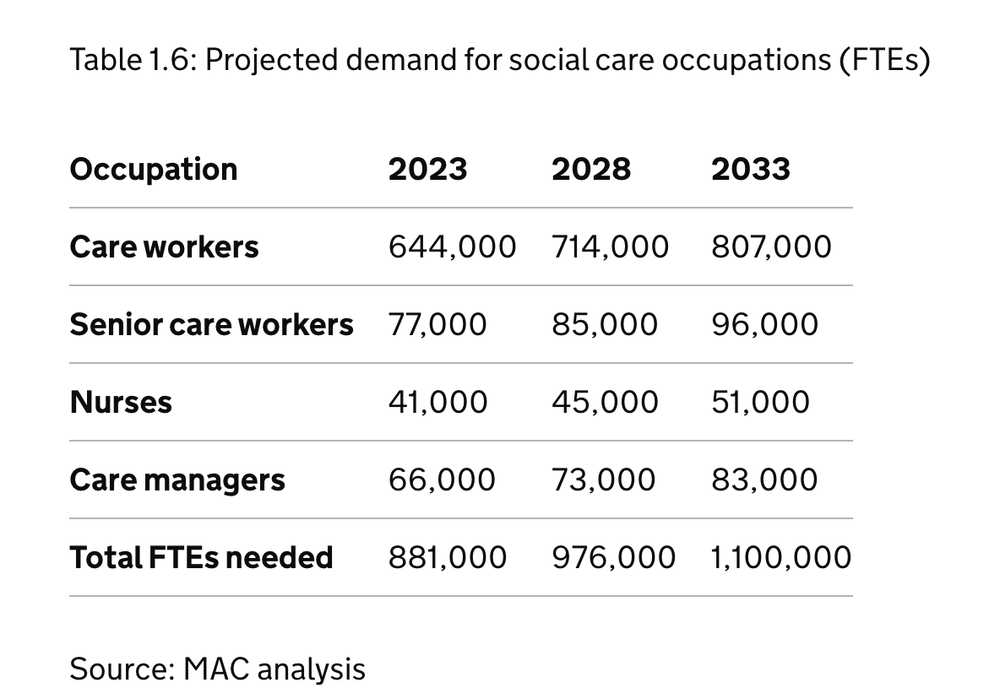 Table 1.6: Projected demand for social care occupations (FTEs)
Occupation 2023 2028 2033
Care workers 644,000 714,000 807,000
Senior care workers 77,000 85,000 96,000
Nurses 41,000 45,000 51,000
Care managers 66,000 73,000 83,000
Total FTEs needed 881,000 976,000 1,100,000
Source: MAC analysis